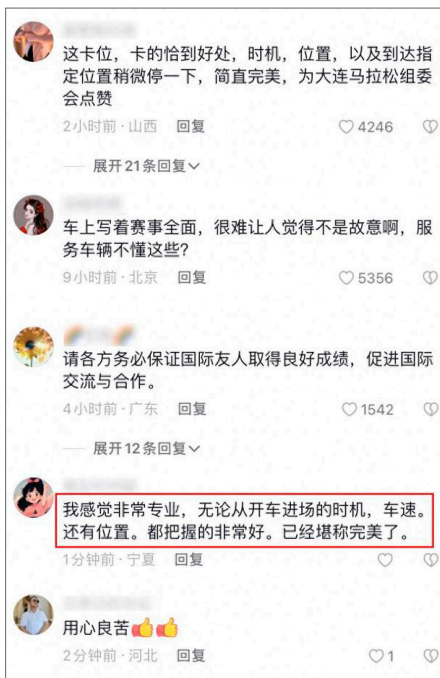 这卡位，卡的恰到好处，时机，位置，以及到达指
定位置稍微停一下，简直完美，为大连马拉松组委
会点赞
2小时前·山西 回复 4246
展开21条回复
车上写着赛事全面，很难让人觉得不是故意啊，服
务车辆不懂这些?
9小时前·北京 回复 5356
请各方务必保证国际友人取得良好成绩，促进国际
交流与合作。
4小时前·广东 回复 1542
展开12条回复
我感觉非常专业，无论从开车进场的时机，车速。
还有位置。都把握的非常好。已经堪称完美了。
1分钟前·宁夏 回复
用心良苦👍👍
2分钟前·河北 回复 1